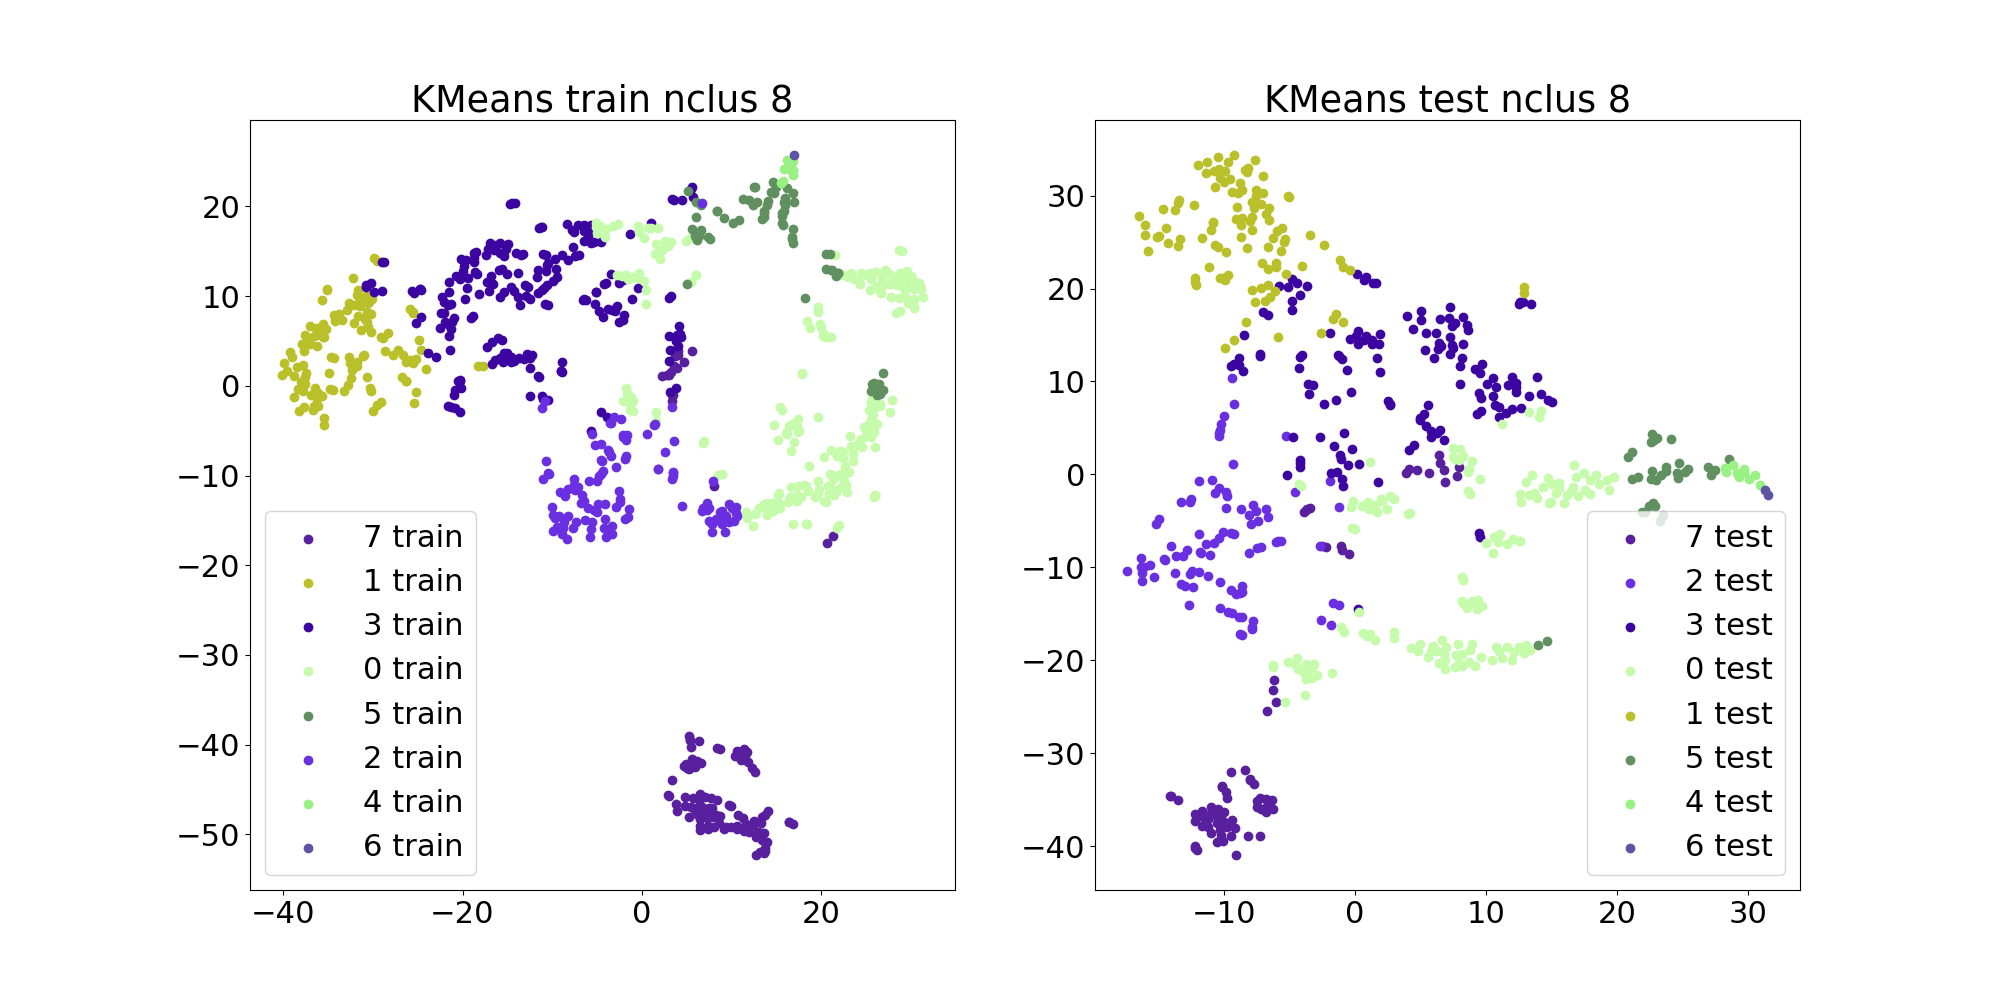 KMeans train nclus 8
20
10
0
−10
−20
−30
−40
−50
−40
−20
0
20
7 train
1 train
3 train
0 train
5 train
2 train
4 train
6 train
KMeans test nclus 8
30
20
10
0
−10
−20
−30
−40
−10
0
10
20
30
7 test
2 test
3 test
0 test
1 test
5 test
4 test
6 test